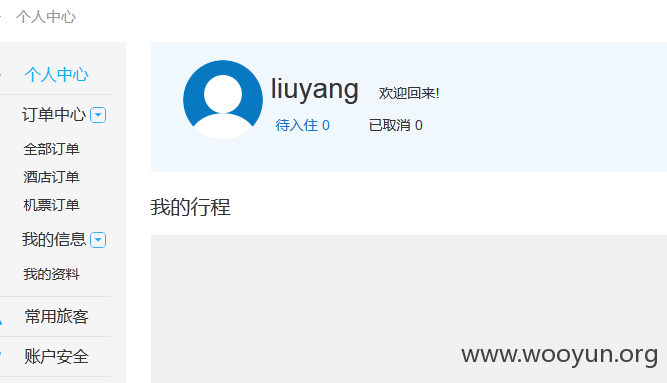 个人中心
个人中心
订单中心
全部订单
酒店订单
机票订单
我的信息
我的资料
常用旅客
账户安全
liuyang 欢迎回来!
待入住 0 已取消 0
我的行程
www.wooyun.org